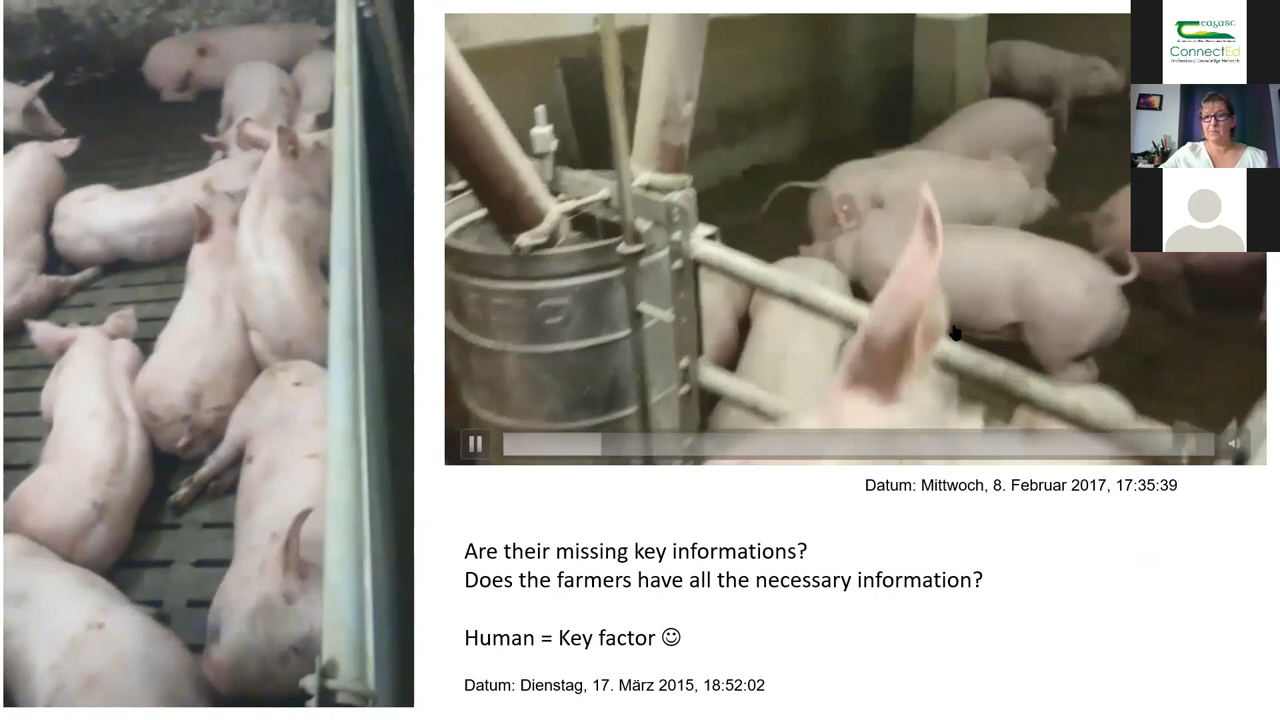 Teagasc
ConnectEd
Datum: Mittwoch, 8. Februar 2017, 17:35:39
Are their missing key informations?
Does the farmers have all the necessary information?
Human = Key factor ☺
Datum: Dienstag, 17. März 2015, 18:52:02